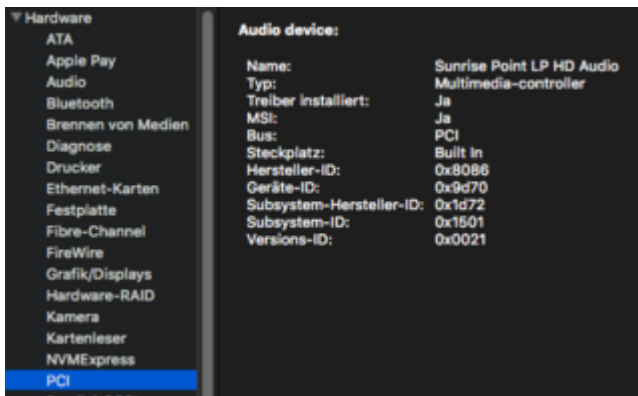 Hardware
ATA
Apple Pay
Audio
Bluetooth
Brennen von Medien
Diagnose
Drucker
Ethernet-Karten
Festplatte
Fibre-Channel
FireWire
Grafik/Displays
Hardware-RAID
Kamera
Kartenleser
NVMExpress
PCI
Audio device:
Name: Sunrise Point LP HD Audio
Typ: Multimedia-controller
Treiber installiert: Ja
MSI: Ja
Bus: PCI
Steckplatz: Built In
Hersteller-ID: 0x8086
Geräte-ID: 0x9d70
Subsystem-Hersteller-ID: 0x1d72
Subsystem-ID: 0x1501
Versions-ID: 0x0021